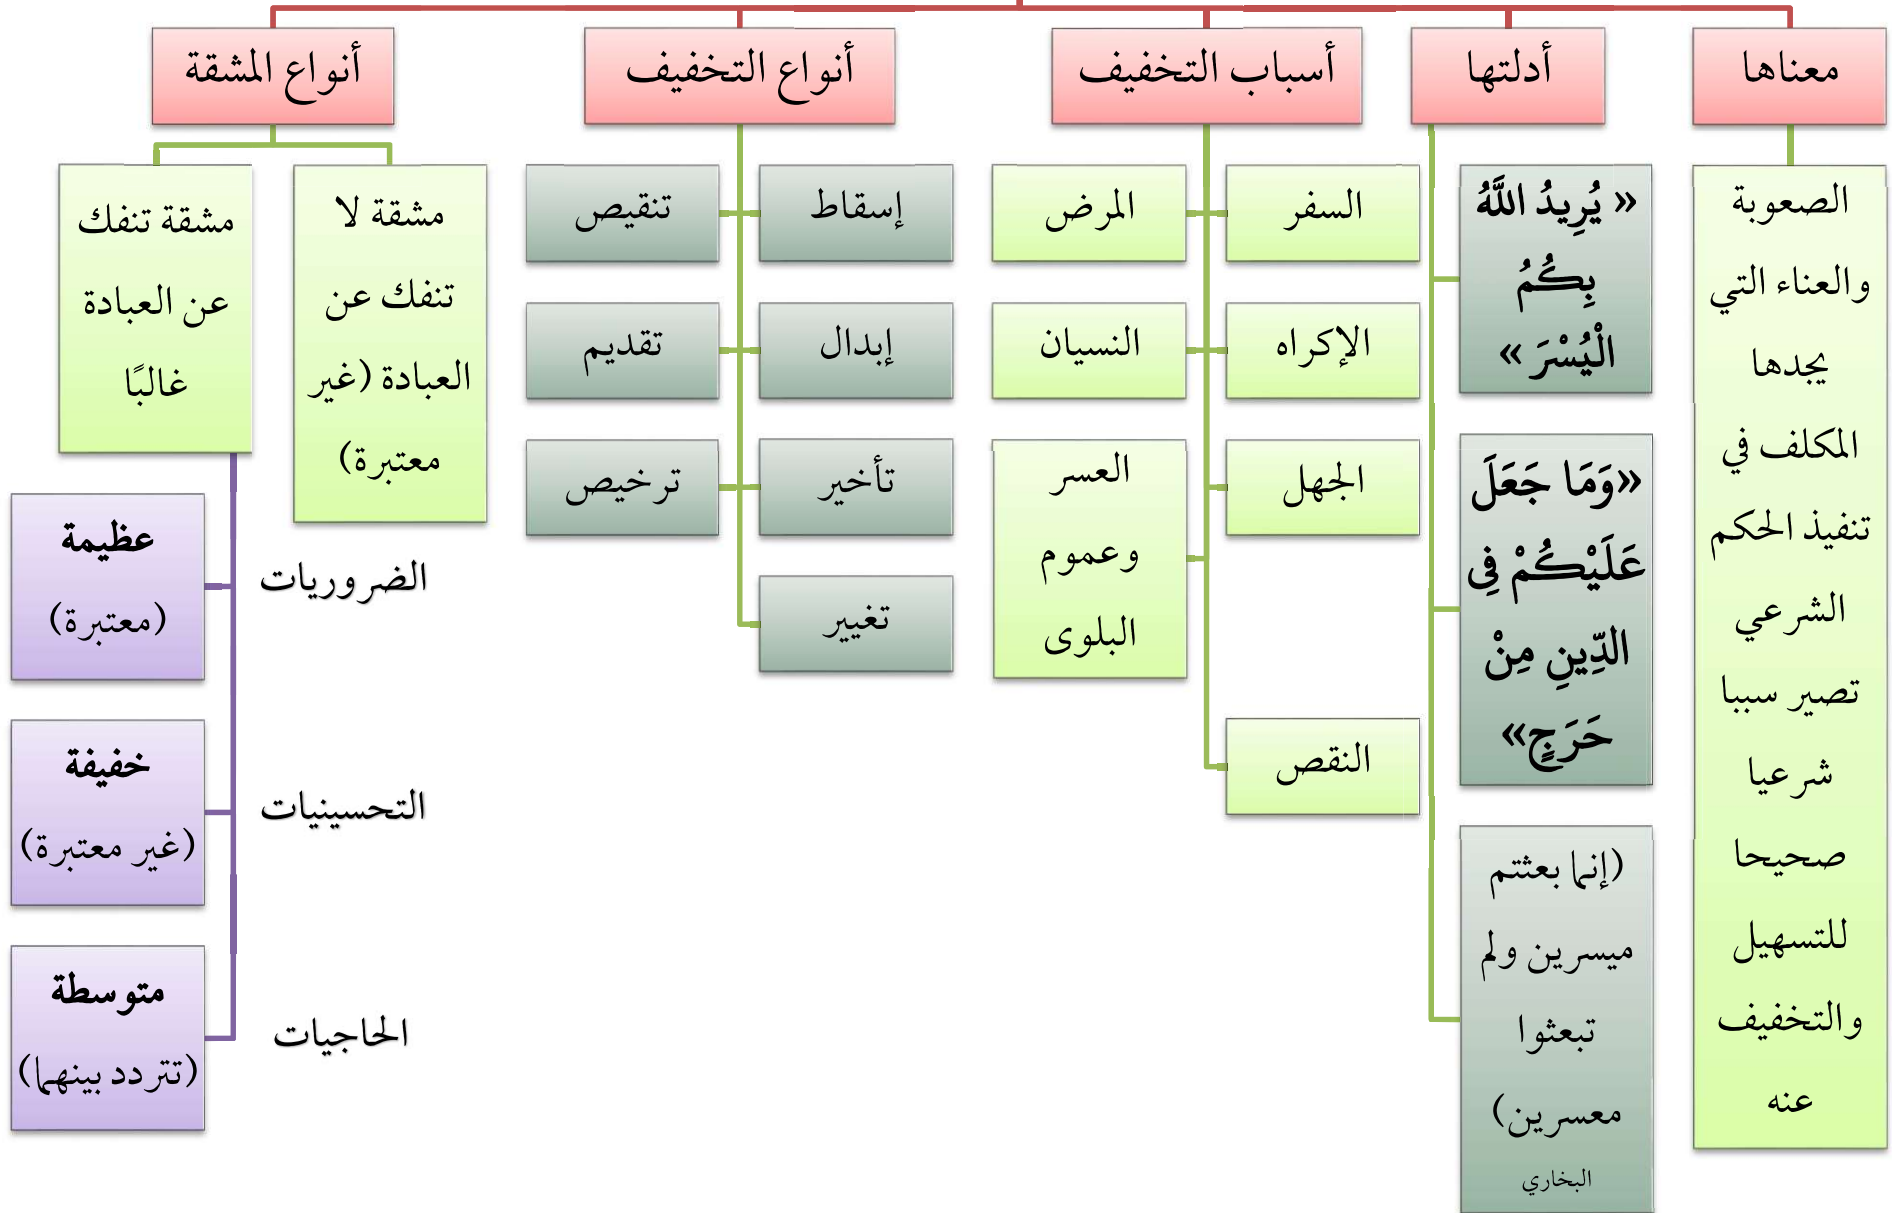 معناها
الصعوبة
والعناء التي
يجدها
المكلف في
تنفيذ الحكم
الشرعي
تصير سببا
شرعيا
صحيحا
للتسهيل
والتخفيف
عنه
أدلتها
« يُرِيدُ اللَّهُ
بِكُمُ
الْيُسْرَ »
«وَمَا جَعَلَ
عَلَيْكُمْ فِى
الدِّينِ مِنْ
حَرَجٍ»
(إنما بعثتم
ميسرين ولم
تبعثوا
معسرين)
البخاري
أسباب التخفيف
السفر
المرض
الإكراه
النسيان
الجهل
العسر
وعموم
البلوى
النقص
أنواع التخفيف
إسقاط
تنقيص
إبدال
تقديم
تأخير
ترخيص
تغيير
أنواع المشقة
مشقة لا
تنفك عن
العبادة (غير
معتبرة)
مشقة تنفك
عن العبادة
غالبًا
الضروريات
عظيمة
(معتبرة)
التحسينيات
خفيفة
(غير معتبرة)
الحاجيات
متوسطة
(تتردد بينهما)